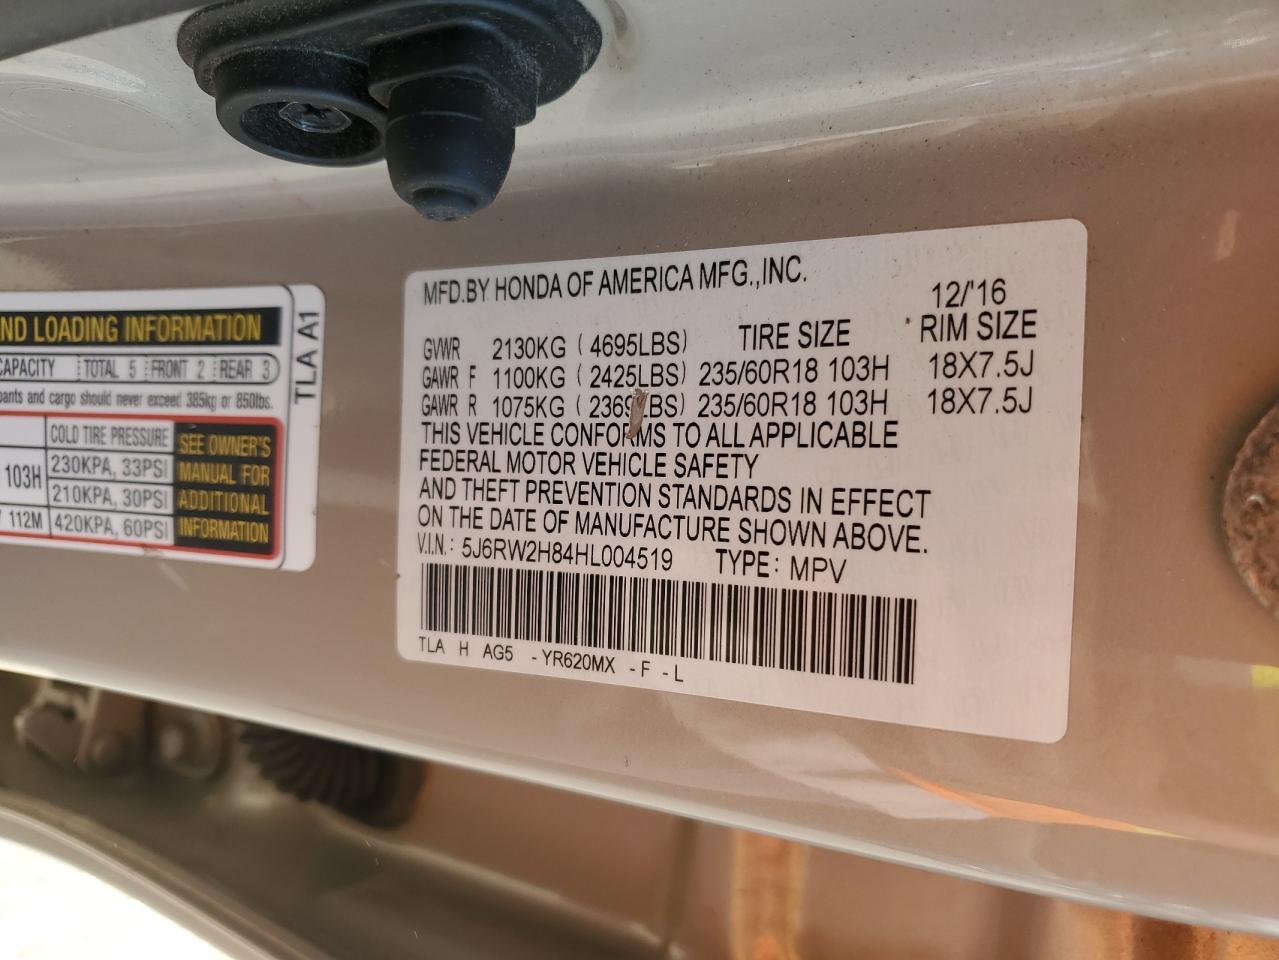 ND LOADING INFORMATION
CAPACITY TOTAL 5 FRONT 2 REAR 3
pants and cargo should never exceed 385kg or 850lbs.
COLD TIRE PRESSURE
103H 230KPA, 33PSI
210KPA, 30PSI
112M 420KPA, 60PSI
SEE OWNER'S
MANUAL FOR
ADDITIONAL
INFORMATION
TLA A1
MFD.BY HONDA OF AMERICA MFG.,INC.
12/'16
GVWR 2130KG ( 4695LBS) TIRE SIZE RIM SIZE
GAWR F 1100KG ( 2425LBS) 235/60R18 103H 18X7.5J
GAWR R 1075KG ( 2369LBS) 235/60R18 103H 18X7.5J
THIS VEHICLE CONFORMS TO ALL APPLICABLE
FEDERAL MOTOR VEHICLE SAFETY
AND THEFT PREVENTION STANDARDS IN EFFECT
ON THE DATE OF MANUFACTURE SHOWN ABOVE.
V.I.N.: 5J6RW2H84HL004519 TYPE: MPV
TLA H AG5 -YR620MX -F -L